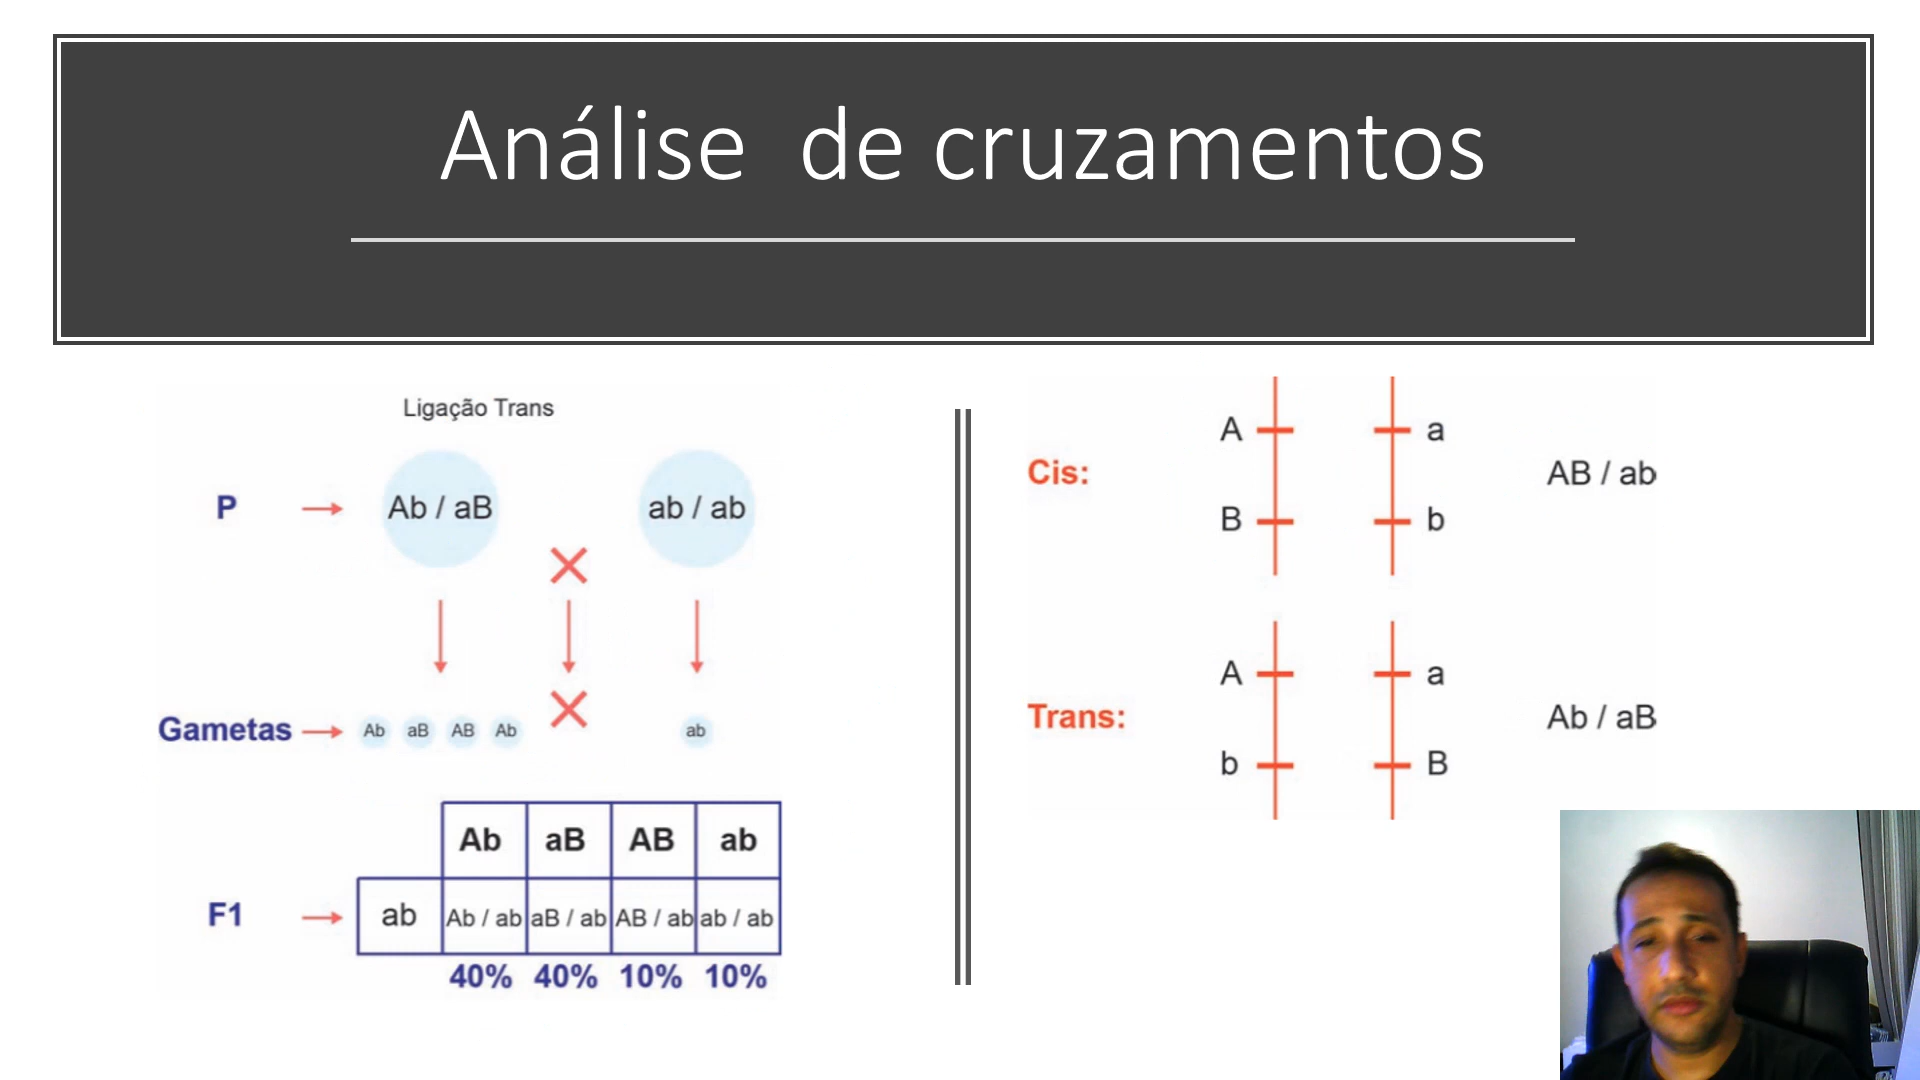 Análise de cruzamentos
Ligação Trans
P
Ab / aB
ab / ab
Gametas
Ab aB AB Ab
ab
Ab aB AB ab
F1
ab Ab / ab aB / ab AB / ab ab / ab
40% 40% 10% 10%
A a
Cis:
AB / ab
B b
A a
Trans:
Ab / aB
b B